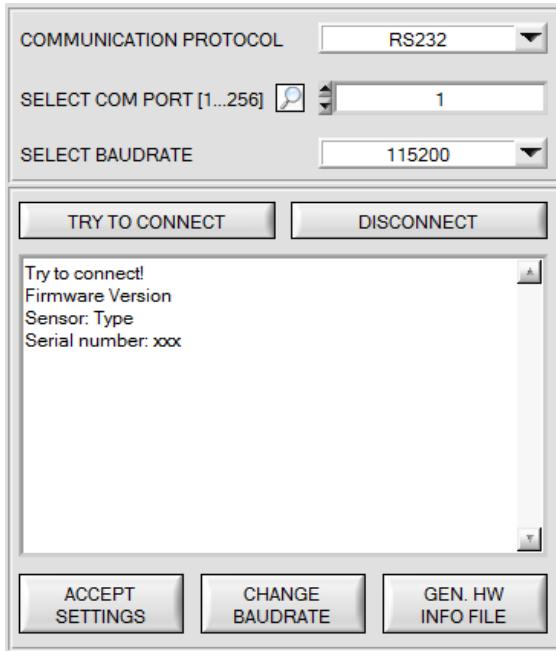 COMMUNICATION PROTOCOL RS232
SELECT COM PORT [1...256] 1
SELECT BAUDRATE 115200
TRY TO CONNECT DISCONNECT
Try to connect!
Firmware Version
Sensor: Type
Serial number: xxx
ACCEPT SETTINGS
CHANGE BAUDRATE
GEN. HW INFO FILE